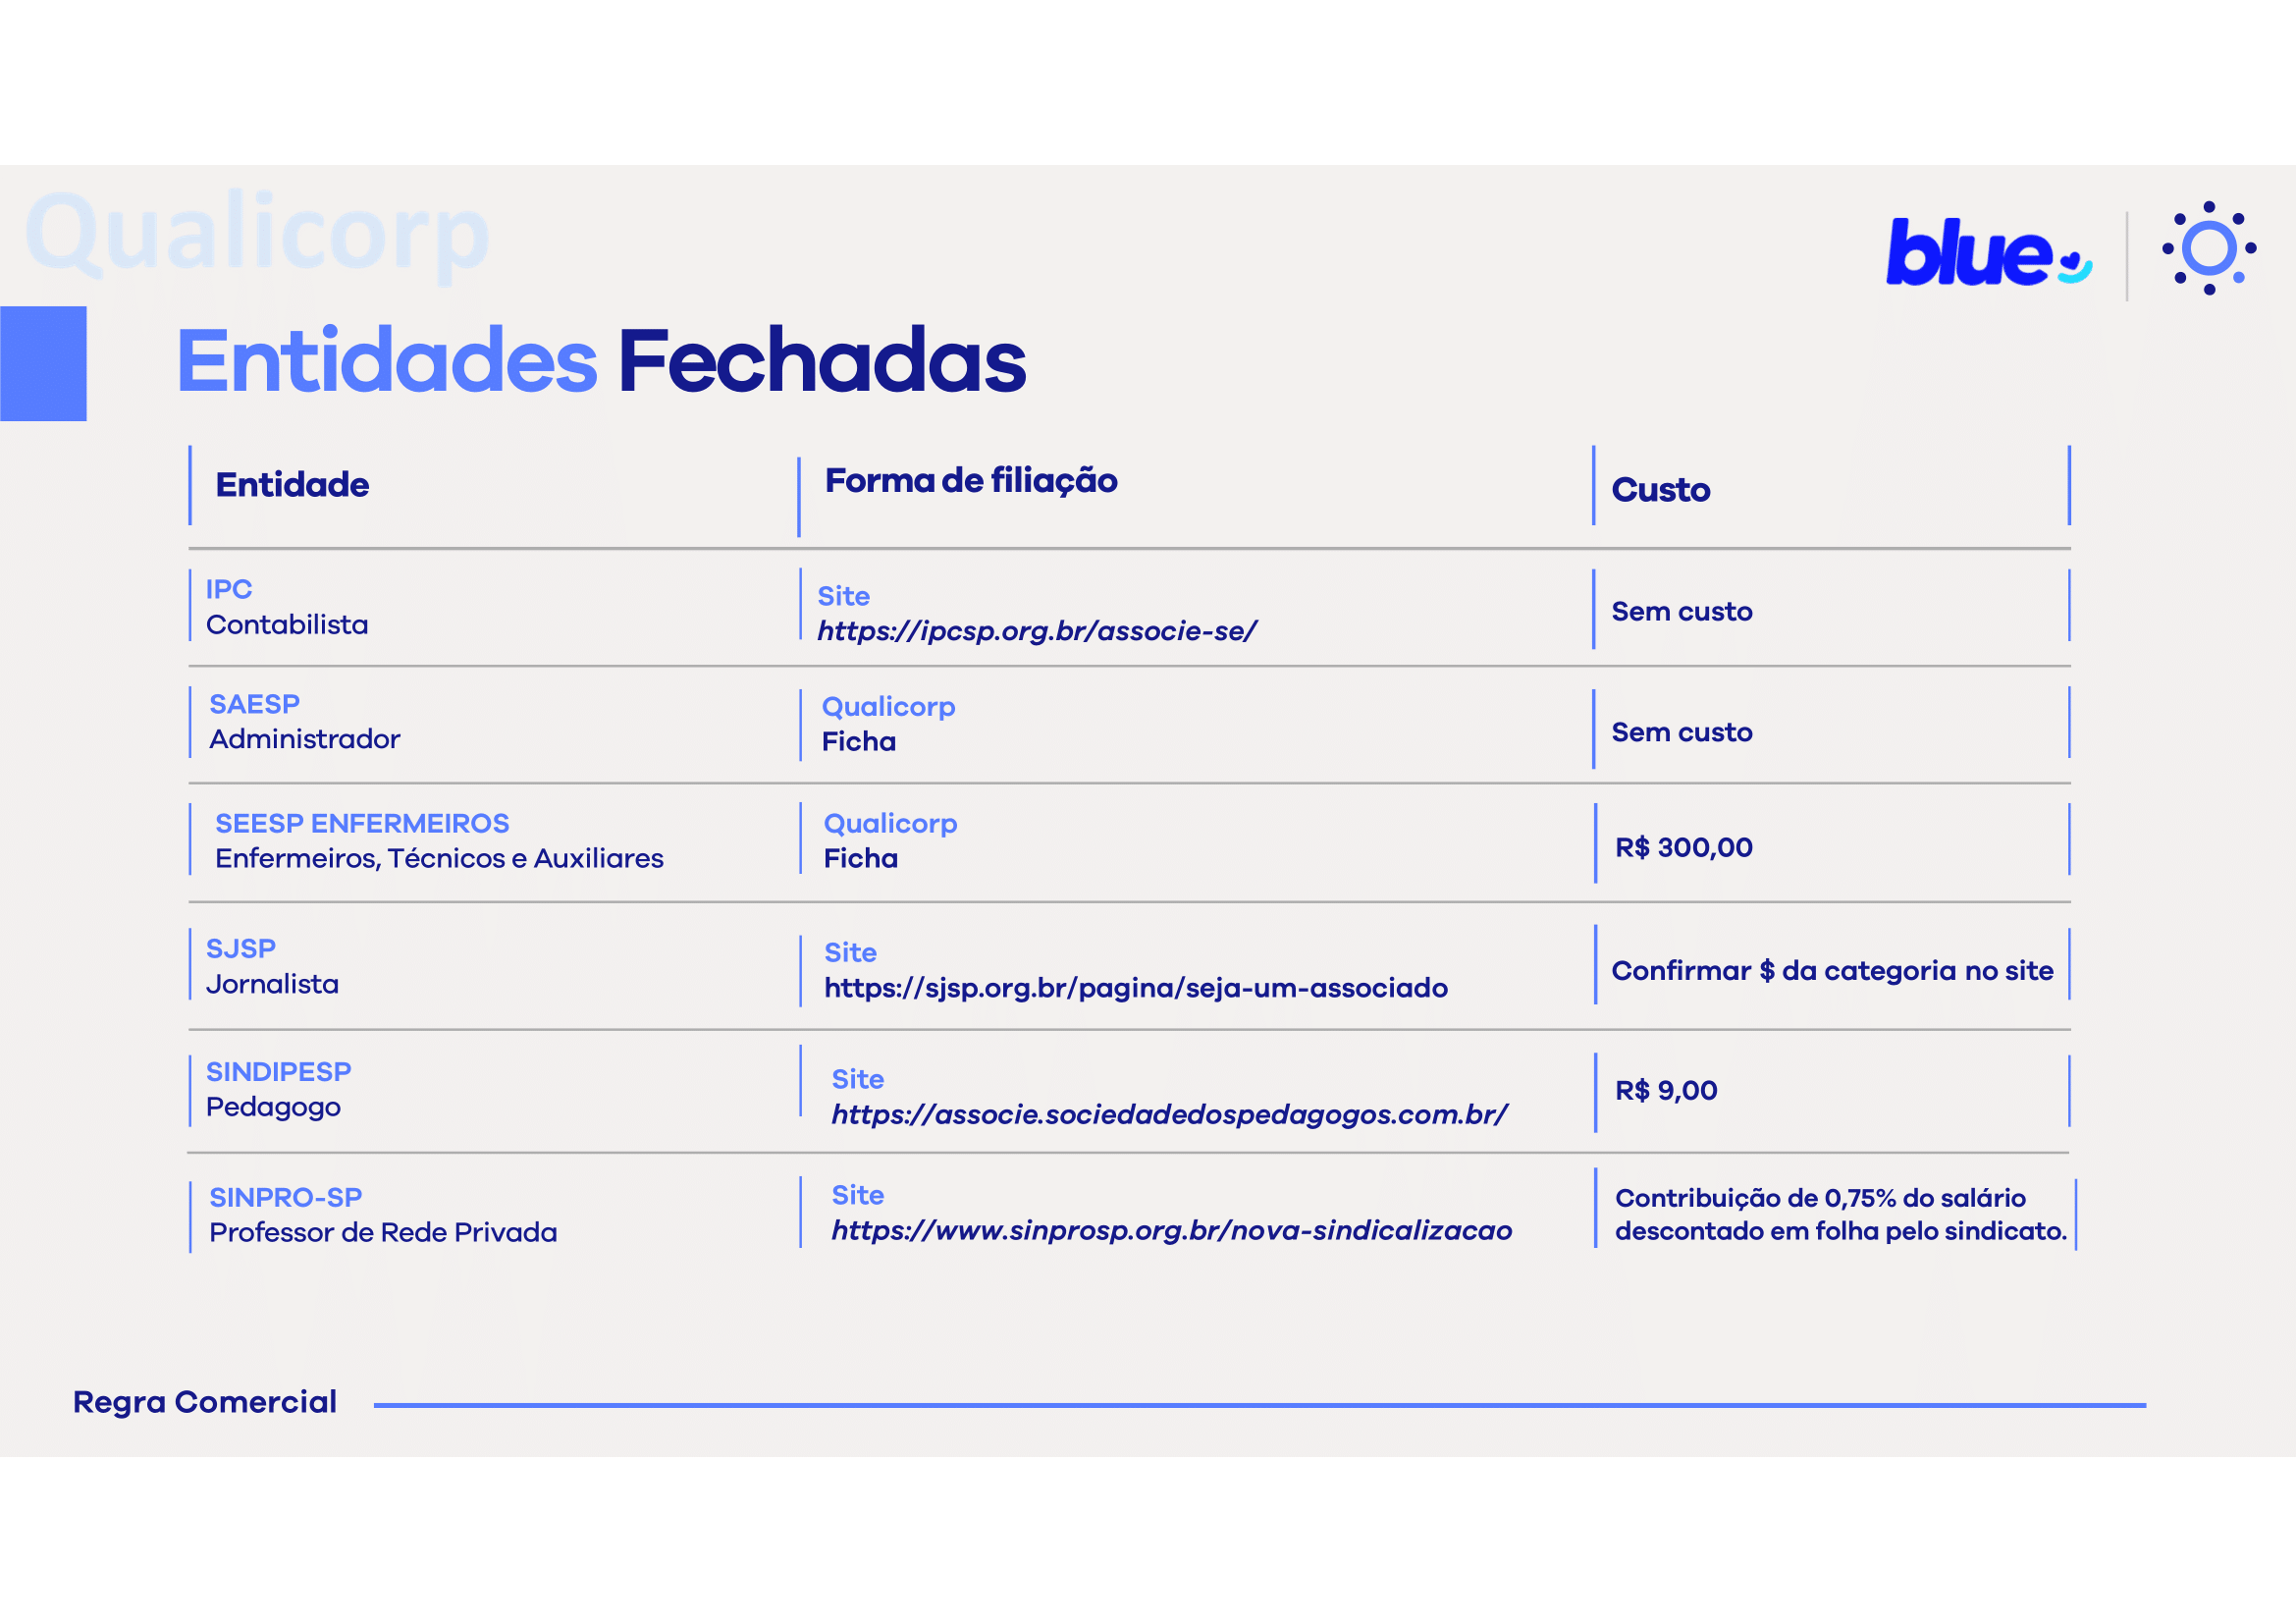 Qualicorp
blue
Entidades Fechadas
Entidade
Forma de filiação
Custo
IPC
Contabilista
Site
https://ipcsp.org.br/associe-se/
Sem custo
SAESP
Administrador
Qualicorp
Ficha
Sem custo
SEESP ENFERMEIROS
Enfermeiros, Técnicos e Auxiliares
Qualicorp
Ficha
R$ 300,00
SJSP
Jornalista
Site
https://sjsp.org.br/pagina/seja-um-associado
Confirmar $ da categoria no site
SINDIPESP
Pedagogo
Site
https://associe.sociedadedospedagogos.com.br/
R$ 9,00
SINPRO-SP
Professor de Rede Privada
Site
https://www.sinprosp.org.br/nova-sindicalizacao
Contribuição de 0,75% do salário
descontado em folha pelo sindicato.
Regra Comercial